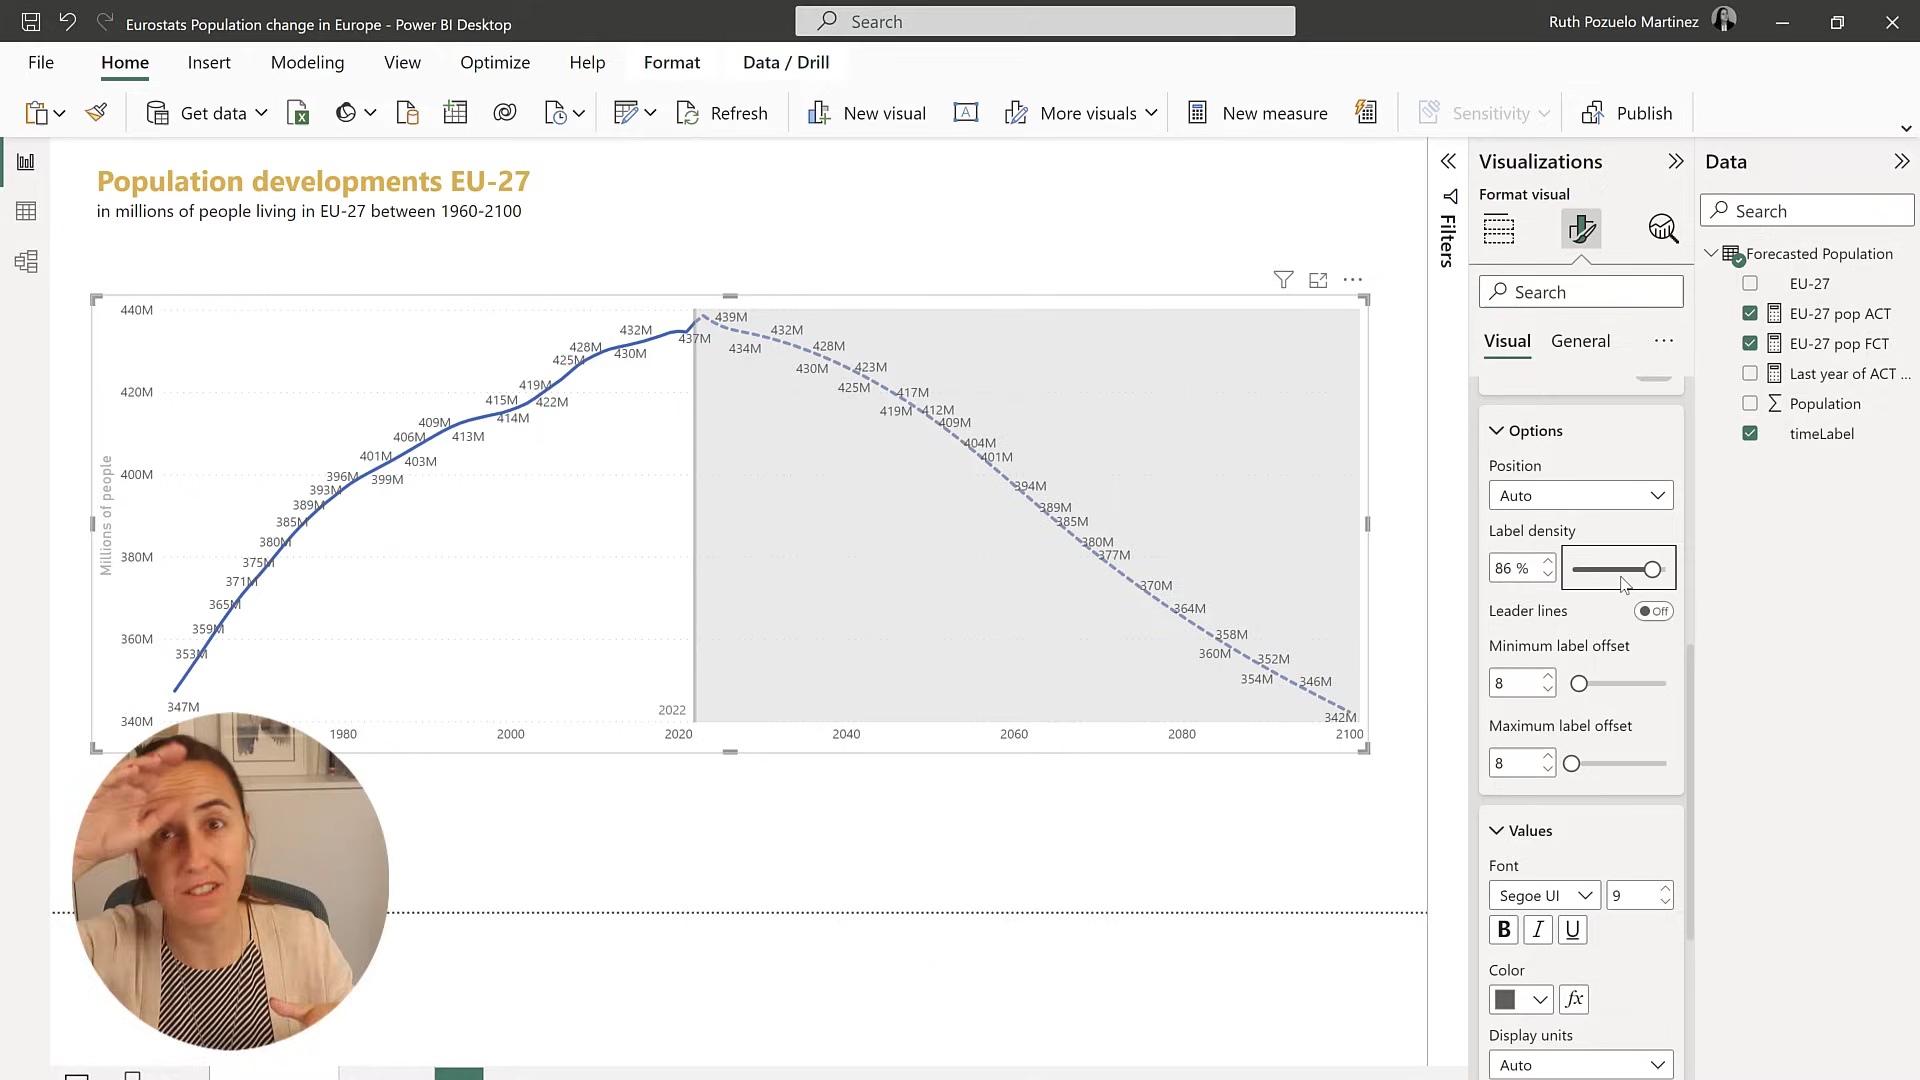 Eurostats Population change in Europe - Power BI Desktop
Search
Ruth Pozuelo Martinez
File
Home
Insert
Modeling
View
Optimize
Help
Format
Data / Drill
Get data
Refresh
New visual
More visuals
New measure
Sensitivity
Publish
Population developments EU-27
in millions of people living in EU-27 between 1960-2100
Millions of people
440M
420M
400M
380M
360M
340M
347M
353M
359M
365M
371M
375M
380M
385M
389M
393M
396M
401M
399M
406M
403M
409M
413M
415M
414M
419M
422M
425M
428M
432M
430M
437M
439M
434M
432M
430M
428M
425M
423M
419M
417M
412M
409M
404M
401M
394M
389M
385M
380M
377M
370M
364M
360M
358M
354M
352M
346M
342M
2022
1980
2000
2020
2040
2060
2080
2100
Filters
Visualizations
Format visual
Search
Visual
General
Options
Position
Auto
Label density
86 %
Leader lines
Off
Minimum label offset
8
Maximum label offset
8
Values
Font
Segoe UI
9
B
I
U
Color
fx
Display units
Auto
Data
Search
Forecasted Population
EU-27
EU-27 pop ACT
EU-27 pop FCT
Last year of ACT ...
Population
timeLabel